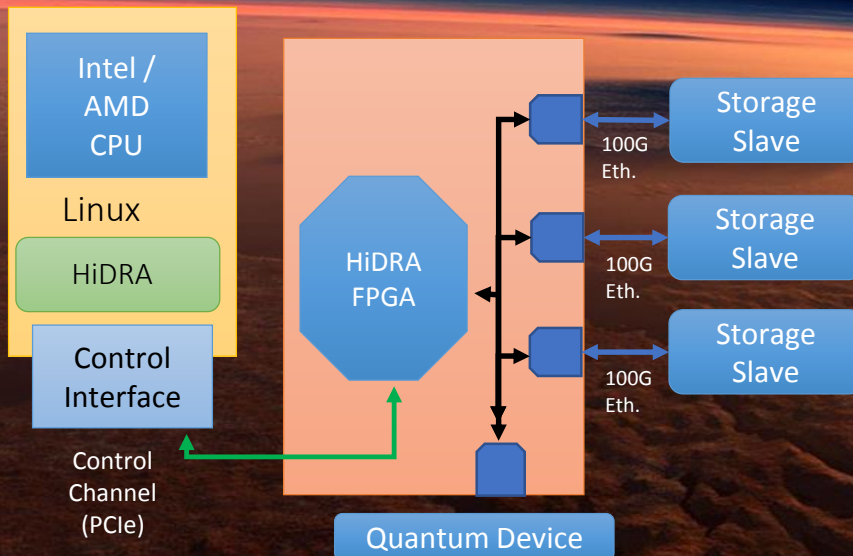 Intel /
AMD
CPU
Linux
HiDRA
Control
Interface
Control
Channel
(PCIe)
HiDRA
FPGA
100G
Eth.
Storage
Slave
100G
Eth.
Storage
Slave
100G
Eth.
Storage
Slave
Quantum Device